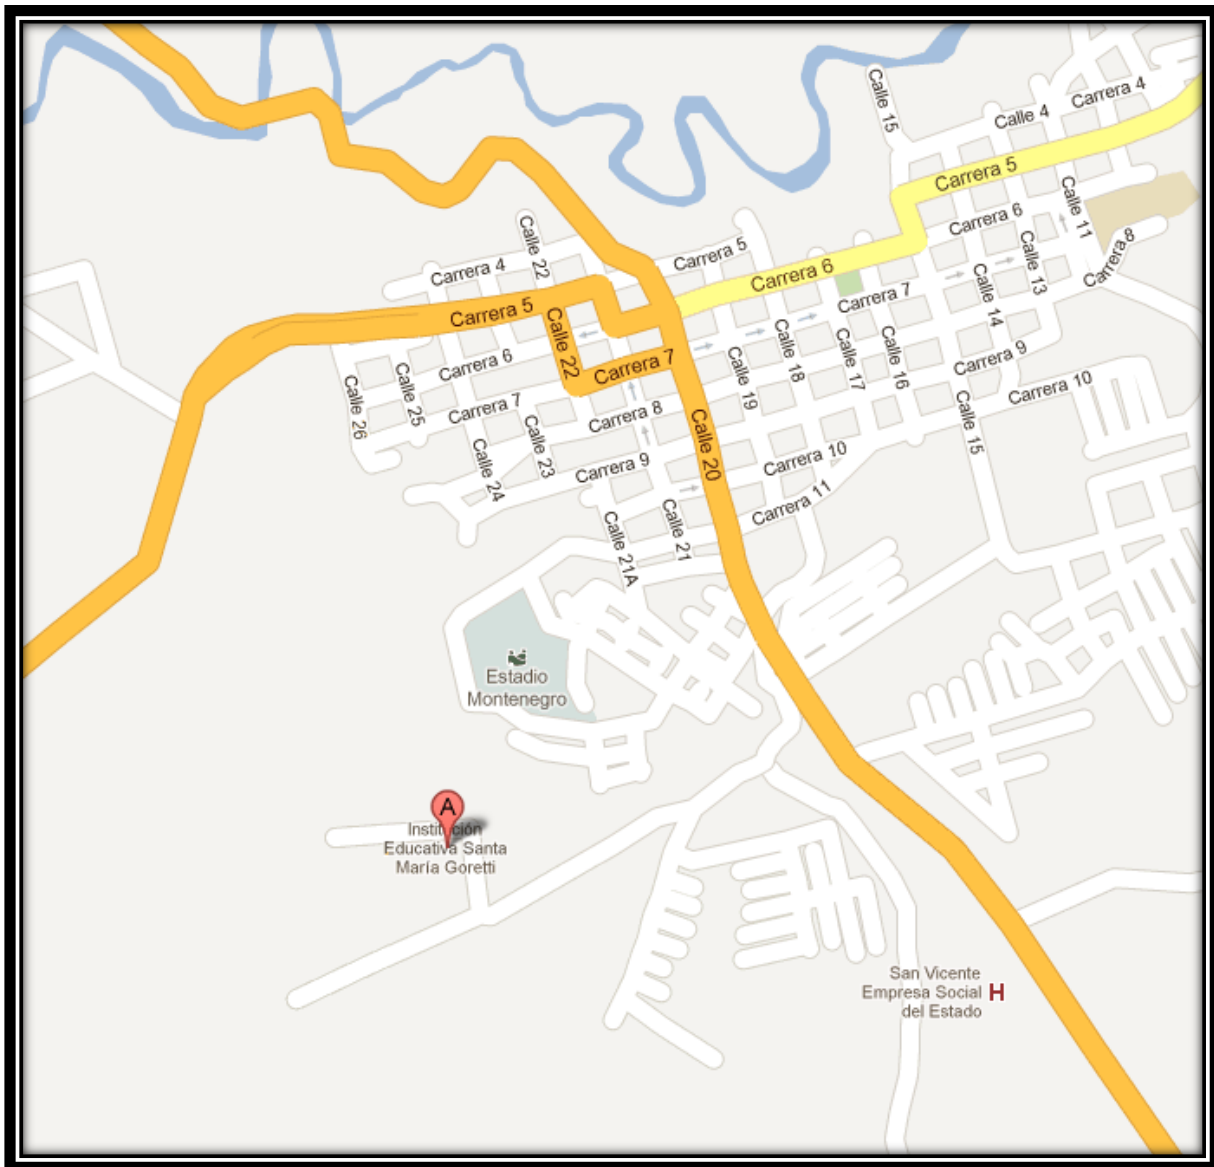 Calle 15
Carrera 4
Calle 4
Carrera 5
Calle 11
Carrera 6
Calle 22
Carrera 5
Calle 13
Carrera 8
Carrera 4
Carrera 6
Calle 14
Carrera 7
Carrera 5
Calle 22
Calle 18
Calle 17
Calle 16
Carrera 9
Carrera 6
Carrera 7
Calle 19
Calle 26
Calle 25
Carrera 10
Carrera 7
Carrera 8
Calle 15
Calle 23
Calle 20
Calle 24
Carrera 9
Carrera 10
Carrera 11
Calle 21
Calle 21A
Estadio
Montenegro
A
Institución
Educativa Santa
María Goretti
San Vicente
Empresa Social
del Estado
H